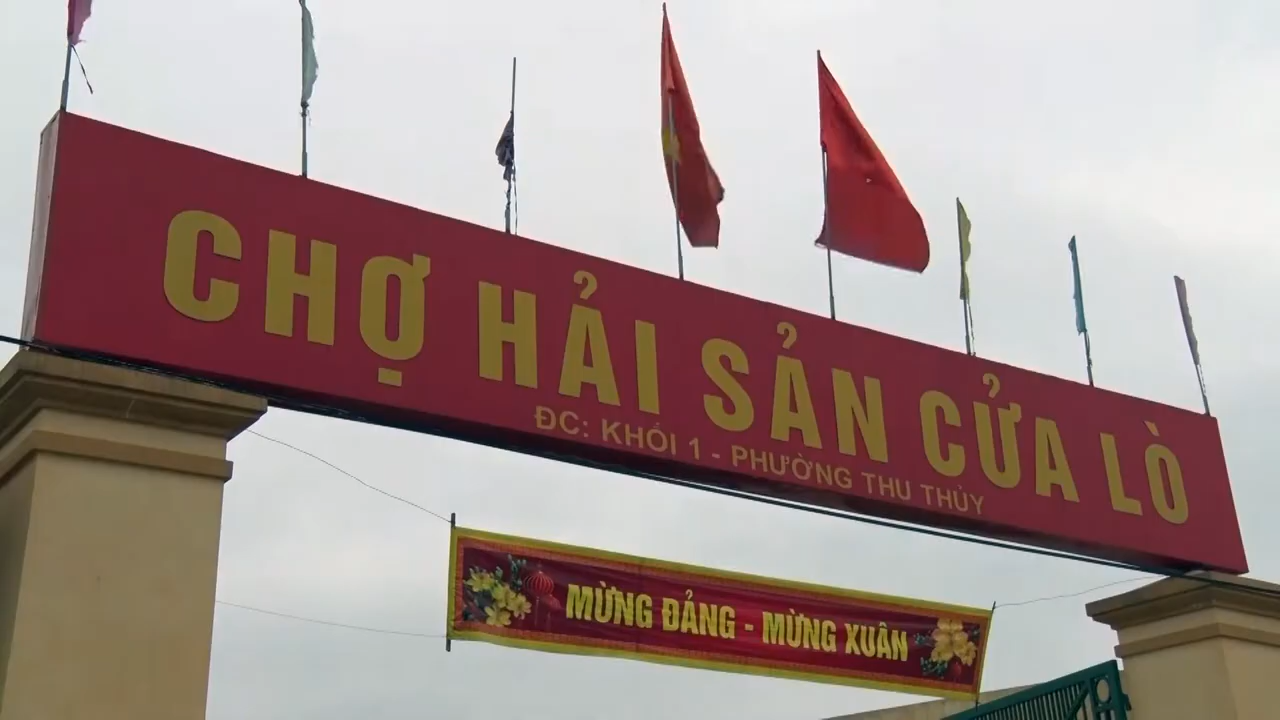 CHỢ HẢI SẢN CỬA LÒ
ĐC: KHỐI 1 - PHƯỜNG THU THỦY
MỪNG ĐẢNG - MỪNG XUÂN